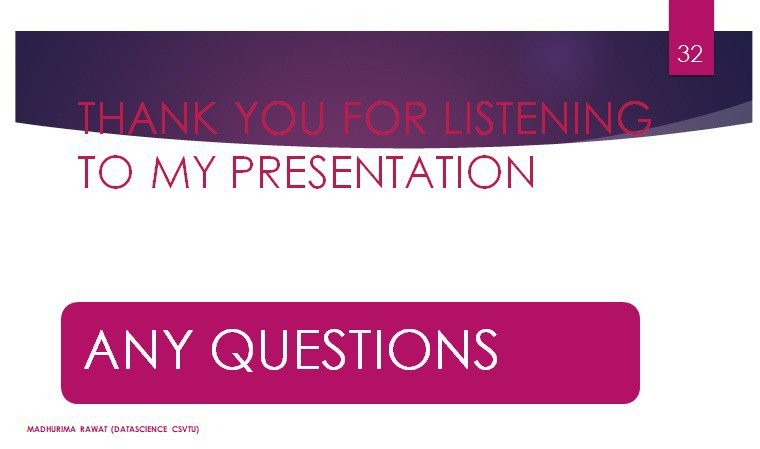 32
THANK YOU FOR LISTENING
TO MY PRESENTATION
ANY QUESTIONS
MADHURIMA RAWAT (DATASCIENCE CSVTU)